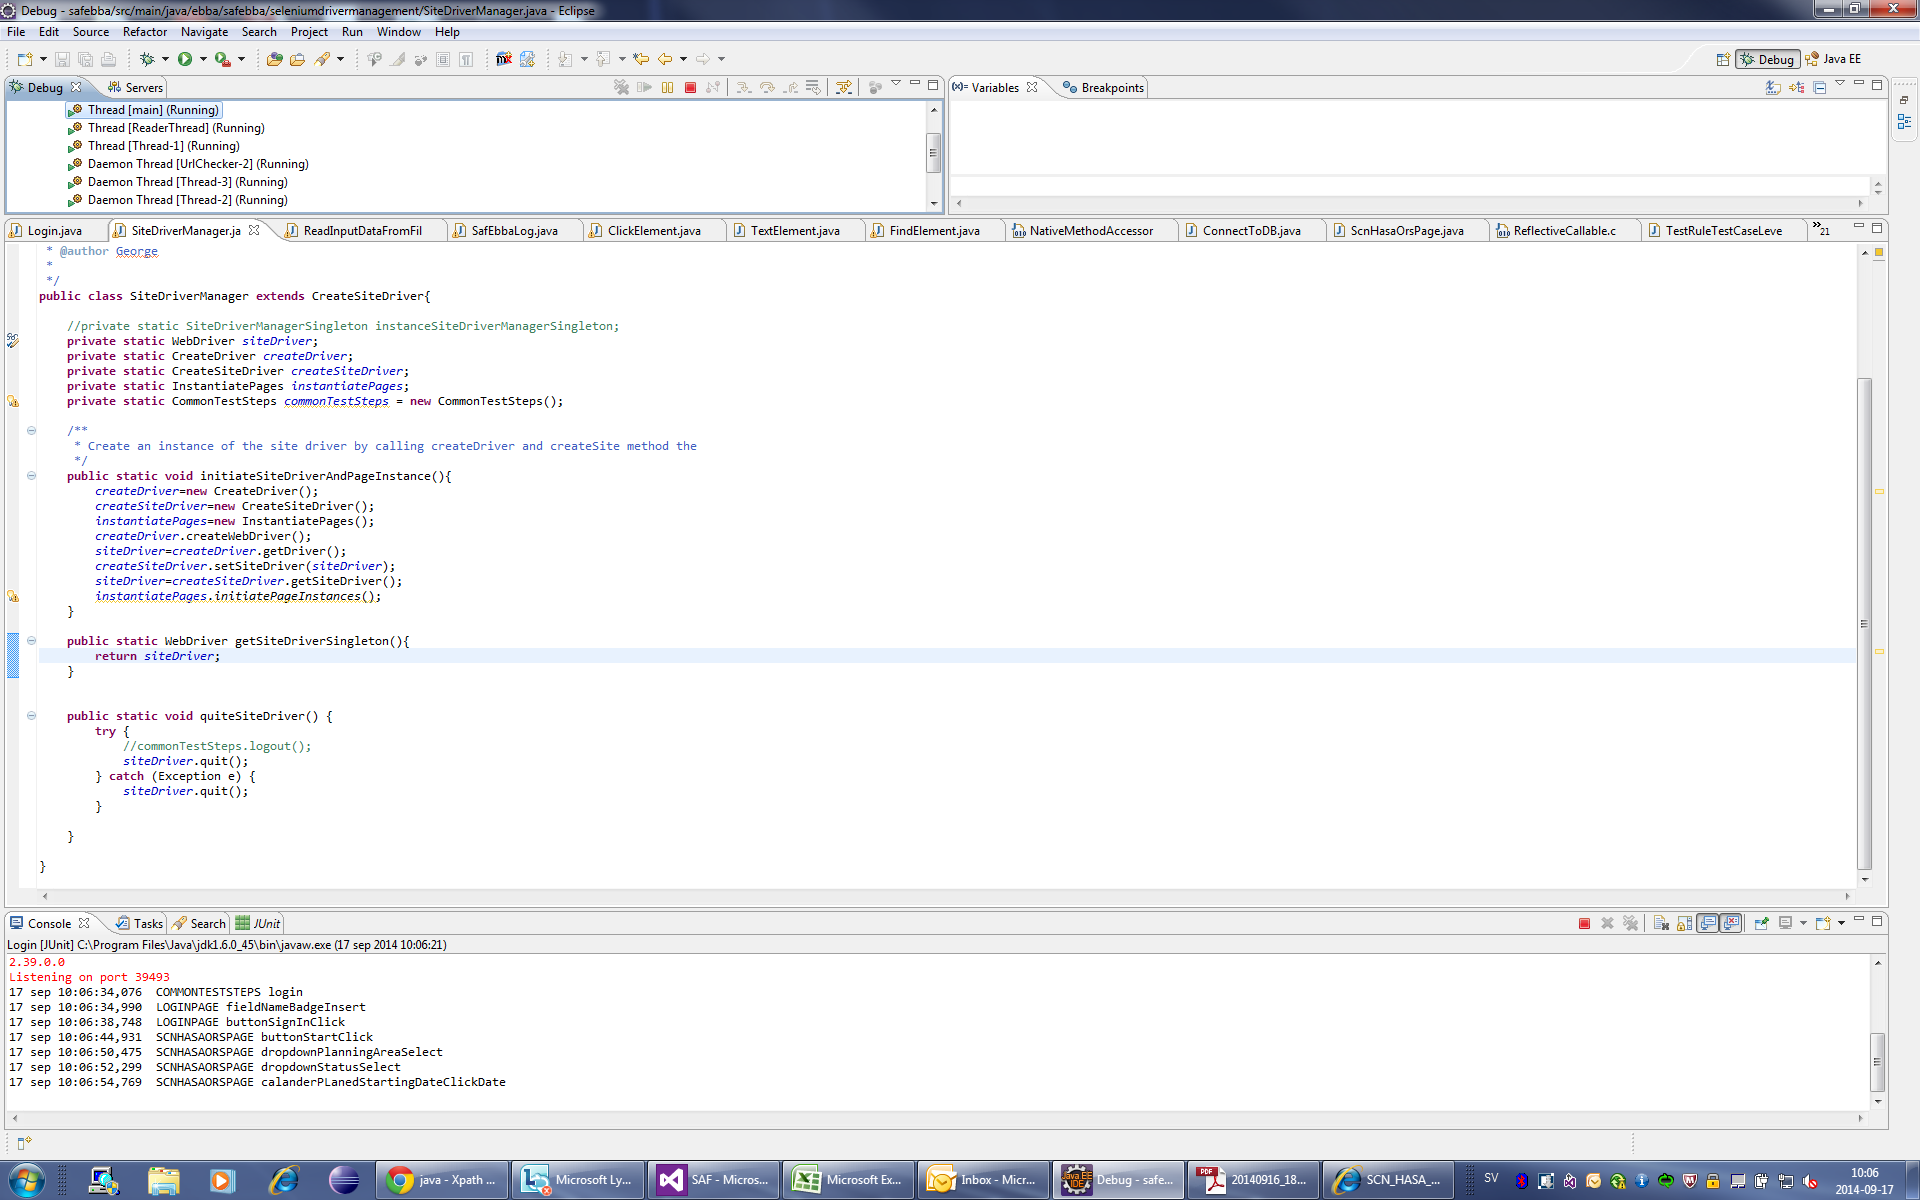 Debug - safebba/src/main/java/ebba/safebba/seleniumdrivermanagement/SiteDriverManager.java - Eclipse
File Edit Source Refactor Navigate Search Project Run Window Help
Debug Java EE
Debug Servers
Thread [main] (Running)
Thread [ReaderThread] (Running)
Thread [Thread-1] (Running)
Daemon Thread [UrlChecker-2] (Running)
Daemon Thread [Thread-3] (Running)
Daemon Thread [Thread-2] (Running)
(x)= Variables Breakpoints
Login.java SiteDriverManager.ja ReadInputDataFromFil SafEbbaLog.java ClickElement.java TextElement.java FindElement.java NativeMethodAccessor ConnectToDB.java ScnHasaOrsPage.java ReflectiveCallable.c TestRuleTestCaseLeve »21
* @author George
*
*/
public class SiteDriverManager extends CreateSiteDriver{
//private static SiteDriverManagerSingleton instanceSiteDriverManagerSingleton;
private static WebDriver siteDriver;
private static CreateDriver createDriver;
private static CreateSiteDriver createSiteDriver;
private static InstantiatePages instantiatePages;
private static CommonTestSteps commonTestSteps = new CommonTestSteps();
/**
* Create an instance of the site driver by calling createDriver and createSite method the
*/
public static void initiateSiteDriverAndPageInstance(){
createDriver=new CreateDriver();
createSiteDriver=new CreateSiteDriver();
instantiatePages=new InstantiatePages();
createDriver.createWebDriver();
siteDriver=createDriver.getDriver();
createSiteDriver.setSiteDriver(siteDriver);
siteDriver=createSiteDriver.getSiteDriver();
instantiatePages.initiatePageInstances();
}
public static WebDriver getSiteDriverSingleton(){
return siteDriver;
}
public static void quiteSiteDriver() {
try {
//commonTestSteps.logout();
siteDriver.quit();
} catch (Exception e) {
siteDriver.quit();
}
}
}
Console Tasks Search JUnit
Login [JUnit] C:\Program Files\Java\jdk1.6.0_45\bin\javaw.exe (17 sep 2014 10:06:21)
2.39.0.0
Listening on port 39493
17 sep 10:06:34,076 COMMONTESTSTEPS login
17 sep 10:06:34,990 LOGINPAGE fieldNameBadgeInsert
17 sep 10:06:38,748 LOGINPAGE buttonSignInClick
17 sep 10:06:44,931 SCNHASAORSPAGE buttonStartClick
17 sep 10:06:50,475 SCNHASAORSPAGE dropdownPlanningAreaSelect
17 sep 10:06:52,299 SCNHASAORSPAGE dropdownStatusSelect
17 sep 10:06:54,769 SCNHASAORSPAGE calanderPLanedStartingDateClickDate
java - Xpath ... Microsoft Ly... SAF - Micros... Microsoft Ex... Inbox - Micr... Java EE IDE Debug - safe... PDF 20140916_18... SCN_HASA_... SV 10:06
2014-09-17